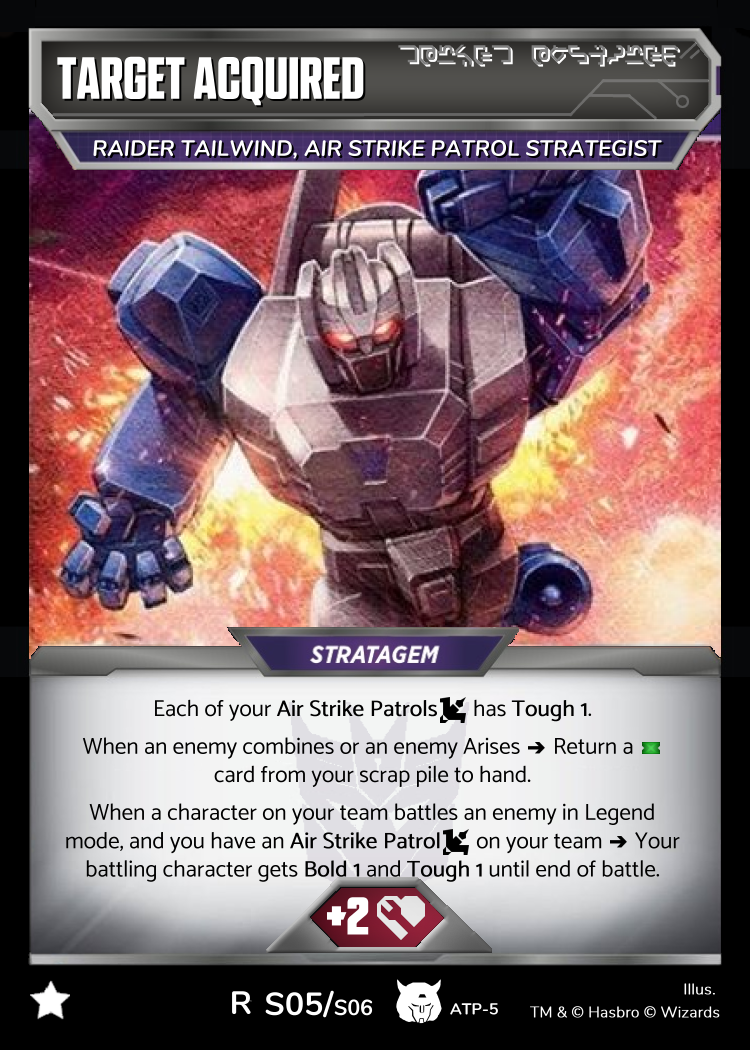 TARGET ACQUIRED
RAIDER TAILWIND, AIR STRIKE PATROL STRATEGIST
STRATAGEM
Each of your Air Strike Patrols has Tough 1.
When an enemy combines or an enemy Arises ➔ Return a
card from your scrap pile to hand.
When a character on your team battles an enemy in Legend
mode, and you have an Air Strike Patrol on your team ➔ Your
battling character gets Bold 1 and Tough 1 until end of battle.
+2
R S05/S06
ATP-5
Illus.
TM & © Hasbro © Wizards